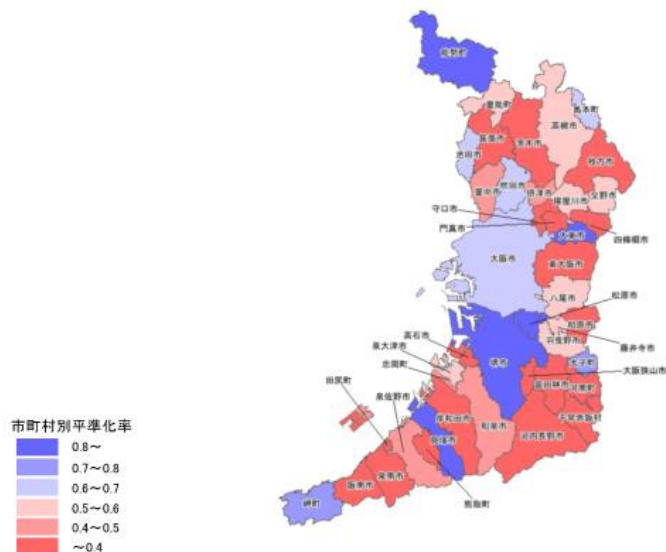 能勢町
豊能町
島本町
高槻市
箕面市
茨木市
池田市
枚方市
豊中市
吹田市
摂津市
寝屋川市
交野市
守口市
門真市
大東市
四條畷市
大阪市
東大阪市
八尾市
松原市
高石市
柏原市
泉大津市
羽曳野市
藤井寺市
忠岡町
堺市
太子町
大阪狭山市
田尻町
泉佐野市
富田林市
河南町
岸和田市
和泉市
千早赤阪村
貝塚市
河内長野市
泉南市
阪南市
岬町
熊取町
市町村別平準化率
0.8～
0.7～0.8
0.6～0.7
0.5～0.6
0.4～0.5
～0.4